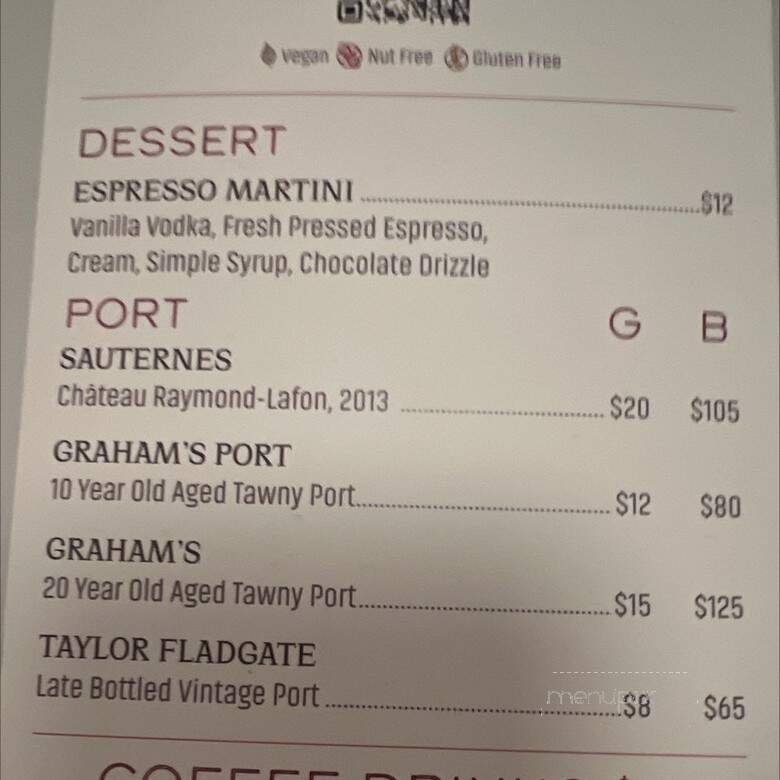 Vegan Nut Free Gluten Free
DESSERT
ESPRESSO MARTINI ........ $12
Vanilla Vodka, Fresh Pressed Espresso,
Cream, Simple Syrup, Chocolate Drizzle
PORT G B
SAUTERNES
Château Raymond-Lafon, 2013 ........ $20 $105
GRAHAM'S PORT
10 Year Old Aged Tawny Port........ $12 $80
GRAHAM'S
20 Year Old Aged Tawny Port........ $15 $125
TAYLOR FLADGATE
Late Bottled Vintage Port ........ $8 $65
COFFEE